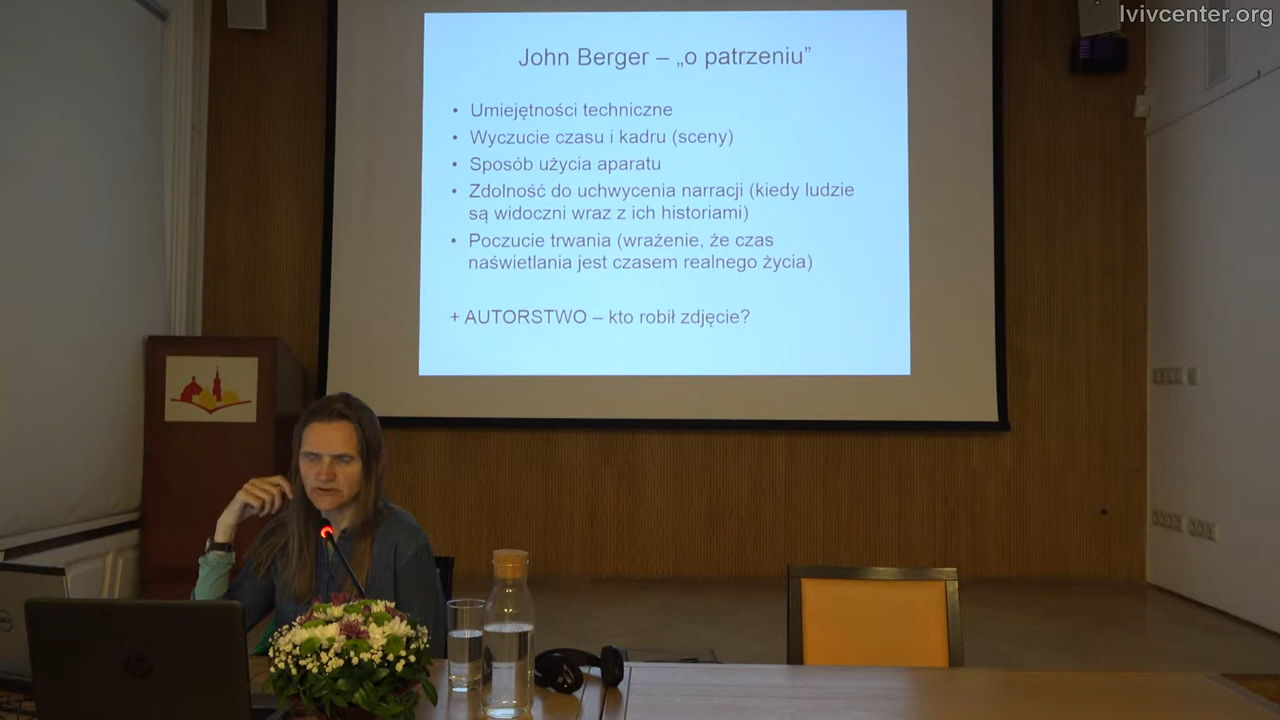 lvivcenter.org
John Berger – „o patrzeniu”
• Umiejętności techniczne
• Wyczucie czasu i kadru (sceny)
• Sposób użycia aparatu
• Zdolność do uchwycenia narracji (kiedy ludzie
są widoczni wraz z ich historiami)
• Poczucie trwania (wrażenie, że czas
naświetlania jest czasem realnego życia)
+ AUTORSTWO – kto robił zdjęcie?